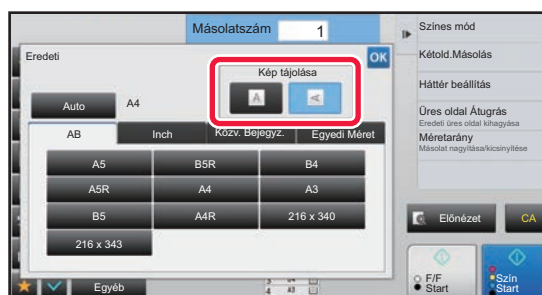 Másolatszám 1
Eredeti
OK
Kép tájolása
A A
Auto A4
AB Inch Közv. Bejegyz. Egyedi Méret
A5 B5R B4
A5R A4 A3
B5 A4R 216 x 340
216 x 343
Egyéb
Színes mód
Kétold.Másolás
Háttér beállítás
Üres oldal Átugrás
Eredeti üres oldal kihagyása
Méretarány
Másolat nagyítása/kicsinyítése
Előnézet CA
F/F
Start
Szín
Start